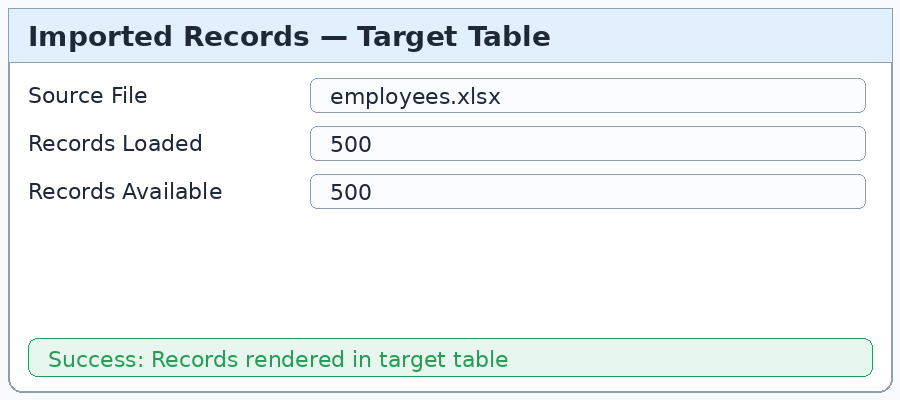 Imported Records — Target Table
Source File employees.xlsx
Records Loaded 500
Records Available 500
Success: Records rendered in target table